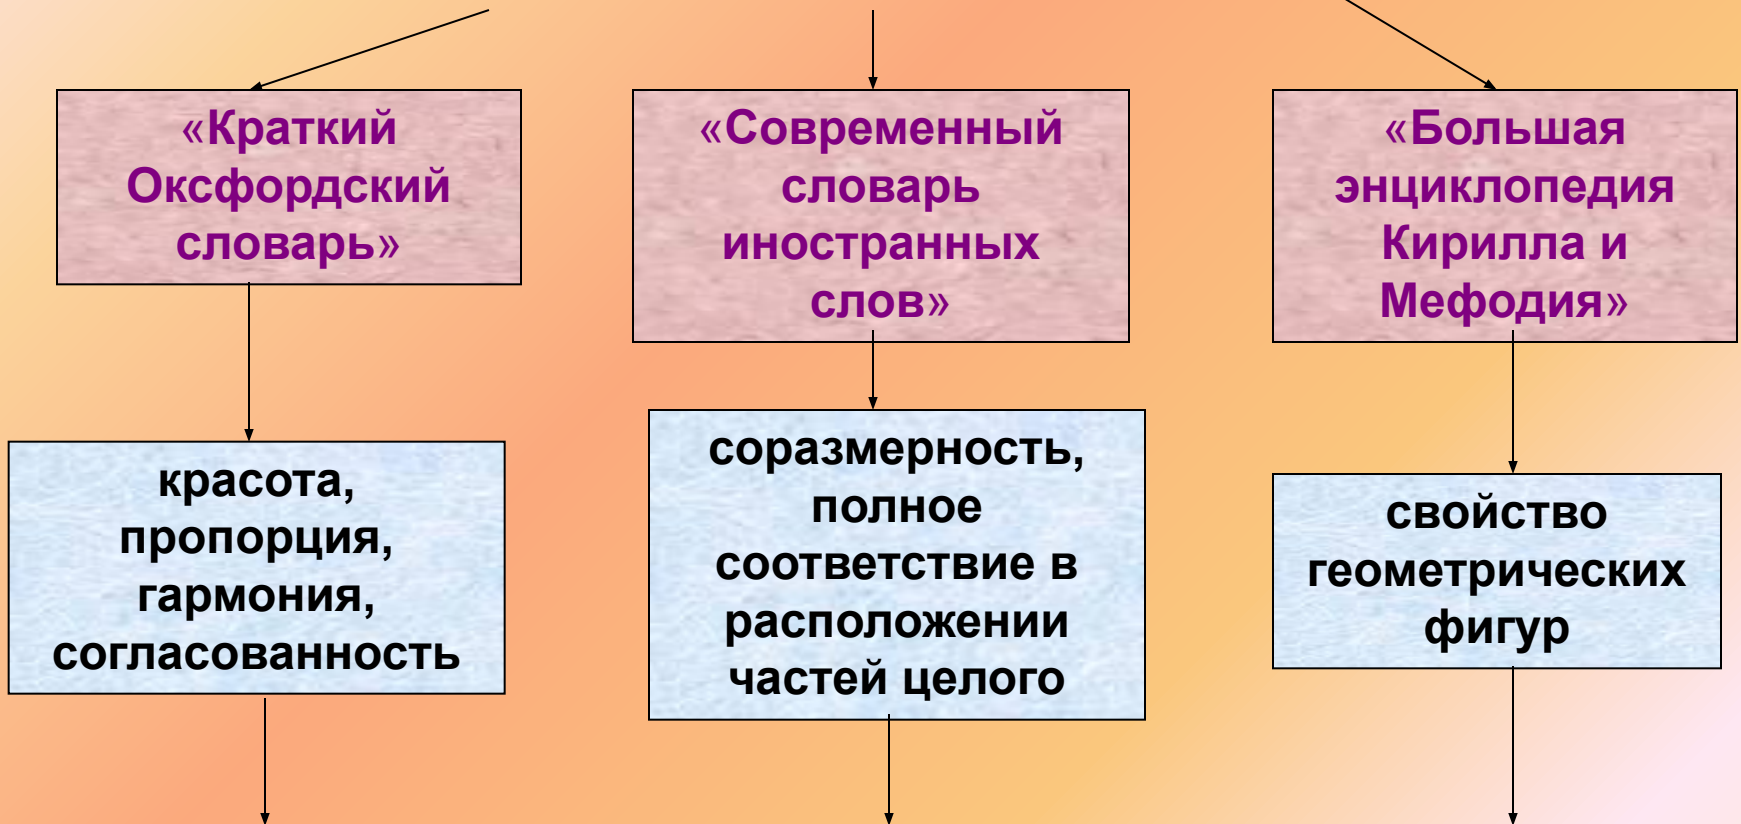 «Краткий
Оксфордский
словарь»
«Современный
словарь
иностранных
слов»
«Большая
энциклопедия
Кирилла и
Мефодия»
красота,
пропорция,
гармония,
согласованность
соразмерность,
полное
соответствие в
расположении
частей целого
свойство
геометрических
фигур